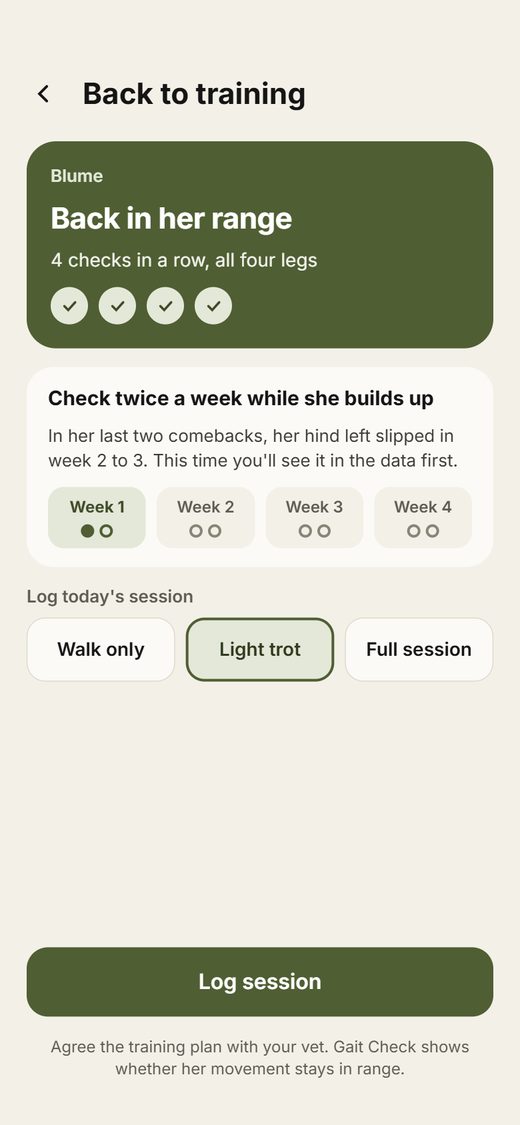 Back to training
Blume
Back in her range
4 checks in a row, all four legs
Check twice a week while she builds up
In her last two comebacks, her hind left slipped in
week 2 to 3. This time you'll see it in the data first.
Week 1
Week 2
Week 3
Week 4
Log today's session
Walk only
Light trot
Full session
Log session
Agree the training plan with your vet. Gait Check shows
whether her movement stays in range.